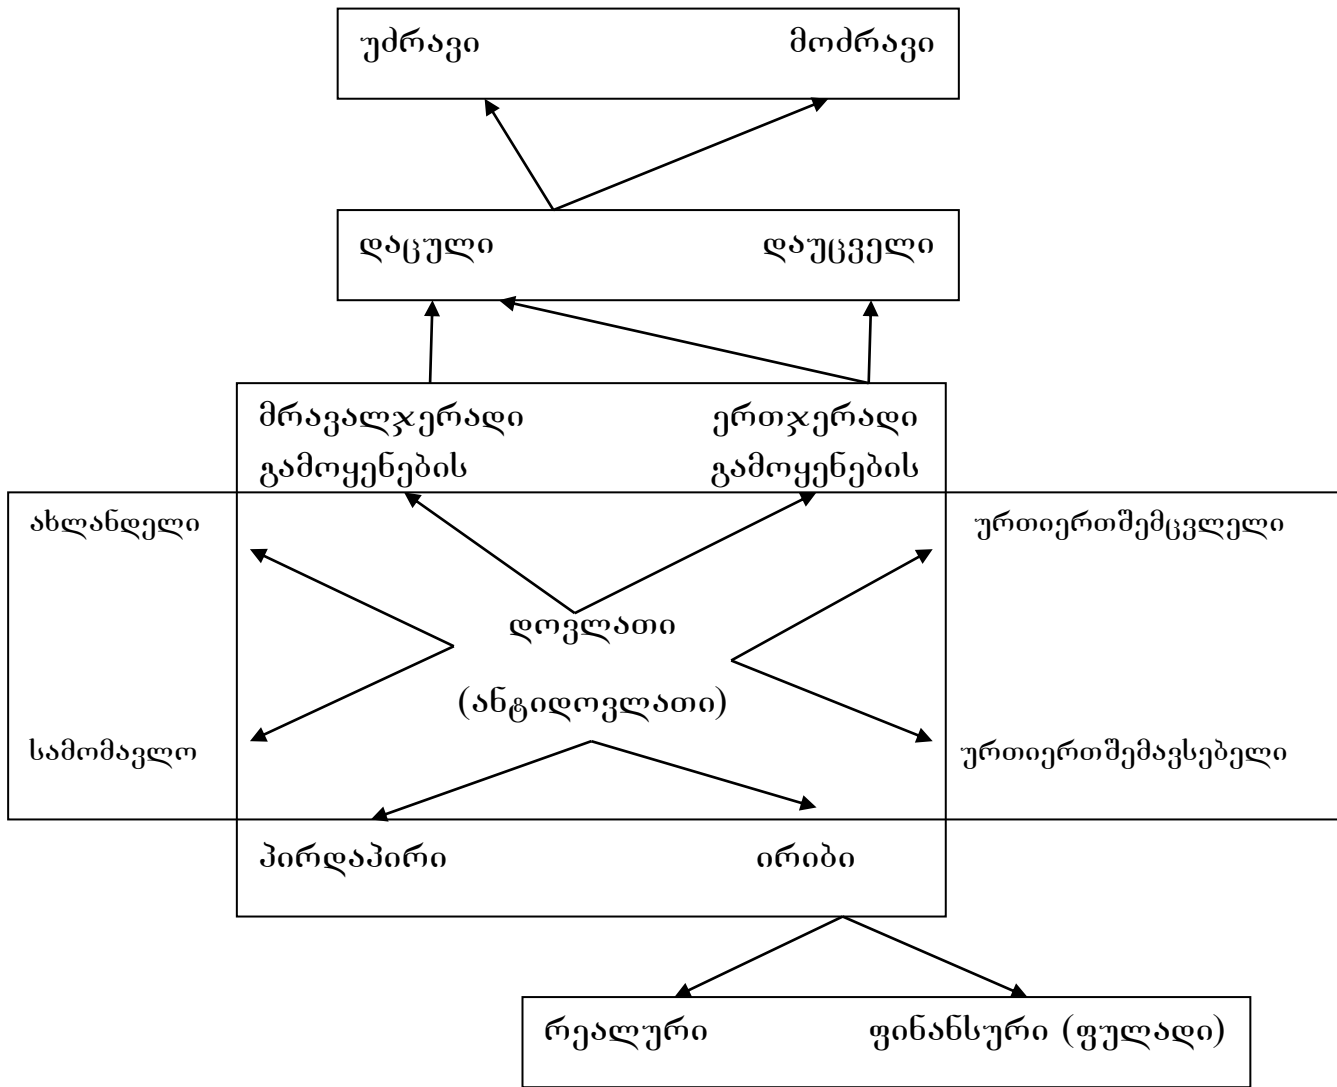 უძრავი მოძრავი
დაცული დაუცველი
მრავალჯერადი ერთჯერადი
გამოყენების გამოყენების
ახლანდელი ურთიერთშემცვლელი
დოვლათი
(ანტიდოვლათი)
სამომავლო ურთიერთშემავსებელი
პირდაპირი ირიბი
რეალური ფინანსური (ფულადი)